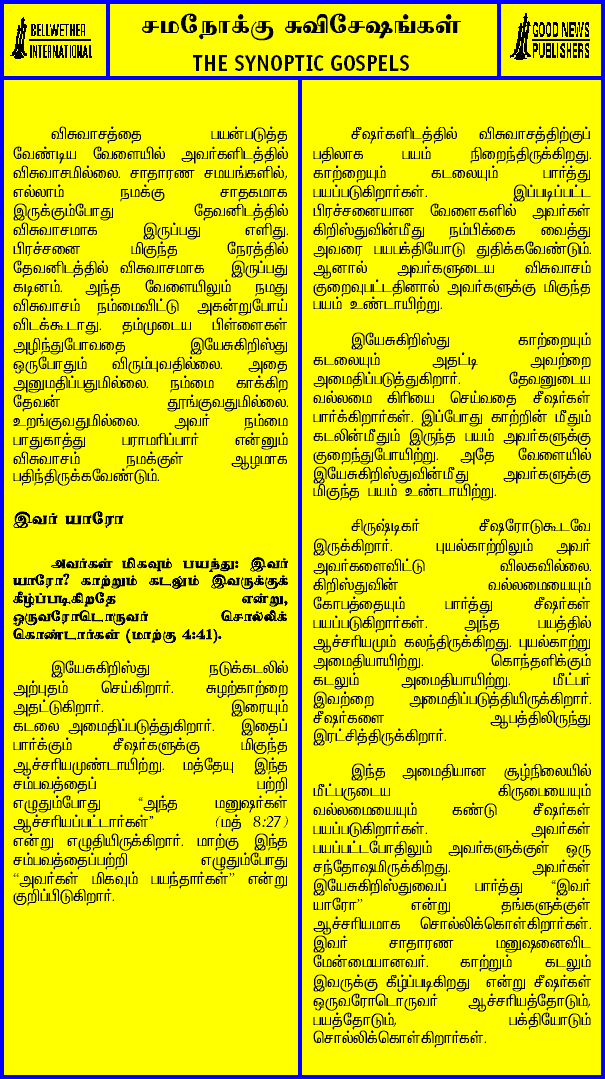 BELLWETHER
INTERNATIONAL
சமநோக்கு சுவிசேஷங்கள்
THE SYNOPTIC GOSPELS
GOOD NEWS
PUBLISHERS
விசுவாசத்தை பயன்படுத்த
வேண்டிய வேளையில் அவர்களிடத்தில்
விசுவாசமில்லை. சாதாரண சமயங்களில்,
எல்லாம் நமக்கு சாதகமாக
இருக்கும்போது தேவனிடத்தில்
விசுவாசமாக இருப்பது எளிது.
பிரச்சனை மிகுந்த நேரத்தில்
தேவனிடத்தில் விசுவாசமாக இருப்பது
கடினம். அந்த வேளையிலும் நமது
விசுவாசம் நம்மைவிட்டு அகன்றுபோய்
விடக்கூடாது. தம்முடைய பிள்ளைகள்
அழிந்துபோவதை இயேசுகிறிஸ்து
ஒருபோதும் விரும்புவதில்லை. அதை
அனுமதிப்பதுமில்லை. நம்மை காக்கிற
தேவன் தூங்குவதுமில்லை.
உறங்குவதுமில்லை. அவர் நம்மை
பாதுகாத்து பராமரிப்பார் என்னும்
விசுவாசம் நமக்குள் ஆழமாக
பதிந்திருக்கவேண்டும்.
இவர் யாரோ
அவர்கள் மிகவும் பயந்து: இவர்
யாரோ? காற்றும் கடலும் இவருக்குக்
கீழ்ப்படிகிறதே என்று,
ஒருவரோடொருவர் சொல்லிக்
கொண்டார்கள் (மாற்கு 4:41).
இயேசுகிறிஸ்து நடுக்கடலில்
அற்புதம் செய்கிறார். சுழற்காற்றை
அதட்டுகிறார். இரையும்
கடலை அமைதிப்படுத்துகிறார். இதைப்
பார்க்கும் சீஷர்களுக்கு மிகுந்த
ஆச்சரியமுண்டாயிற்று. மத்தேயு இந்த
சம்பவத்தைப் பற்றி
எழுதும்போது "அந்த மனுஷர்கள்
ஆச்சரியப்பட்டார்கள்" (மத் 8:27)
என்று எழுதியிருக்கிறார். மாற்கு இந்த
சம்பவத்தைப்பற்றி எழுதும்போது
"அவர்கள் மிகவும் பயந்தார்கள்" என்று
குறிப்பிடுகிறார்.
சீஷர்களிடத்தில் விசுவாசத்திற்குப்
பதிலாக பயம் நிறைந்திருக்கிறது.
காற்றையும் கடலையும் பார்த்து
பயப்படுகிறார்கள். இப்படிப்பட்ட
பிரச்சனையான வேளைகளில் அவர்கள்
கிறிஸ்துவின்மீது நம்பிக்கை வைத்து
அவரை பயபக்தியோடு துதிக்கவேண்டும்.
ஆனால் அவர்களுடைய விசுவாசம்
குறைவுபட்டதினால் அவர்களுக்கு மிகுந்த
பயம் உண்டாயிற்று.
இயேசுகிறிஸ்து காற்றையும்
கடலையும் அதட்டி அவற்றை
அமைதிப்படுத்துகிறார். தேவனுடைய
வல்லமை கிரியை செய்வதை சீஷர்கள்
பார்க்கிறார்கள். இப்போது காற்றின் மீதும்
கடலின்மீதும் இருந்த பயம் அவர்களுக்கு
குறைந்துபோயிற்று. அதே வேளையில்
இயேசுகிறிஸ்துவின்மீது அவர்களுக்கு
மிகுந்த பயம் உண்டாயிற்று.
சிருஷ்டிகர் சீஷரோடுகூடவே
இருக்கிறார். புயல்காற்றிலும் அவர்
அவர்களைவிட்டு விலகவில்லை.
கிறிஸ்துவின் வல்லமையையும்
கோபத்தையும் பார்த்து சீஷர்கள்
பயப்படுகிறார்கள். அந்த பயத்தில்
ஆச்சரியமும் கலந்திருக்கிறது. புயல்காற்று
அமைதியாயிற்று. கொந்தளிக்கும்
கடலும் அமைதியாயிற்று. மீட்பர்
இவற்றை அமைதிப்படுத்தியிருக்கிறார்.
சீஷர்களை ஆபத்திலிருந்து
இரட்சித்திருக்கிறார்.
இந்த அமைதியான சூழ்நிலையில்
மீட்பருடைய கிருபையையும்
வல்லமையையும் கண்டு சீஷர்கள்
பயப்படுகிறார்கள். அவர்கள்
பயப்பட்டபோதிலும் அவர்களுக்குள் ஒரு
சந்தோஷமிருக்கிறது. அவர்கள்
இயேசுகிறிஸ்துவைப் பார்த்து "இவர்
யாரோ" என்று தங்களுக்குள்
ஆச்சரியமாக சொல்லிக்கொள்கிறார்கள்.
இவர் சாதாரண மனுஷனைவிட
மேன்மையானவர். காற்றும் கடலும்
இவருக்கு கீழ்ப்படிகிறது என்று சீஷர்கள்
ஒருவரோடொருவர் ஆச்சரியத்தோடும்,
பயத்தோடும், பக்தியோடும்
சொல்லிக்கொள்கிறார்கள்.